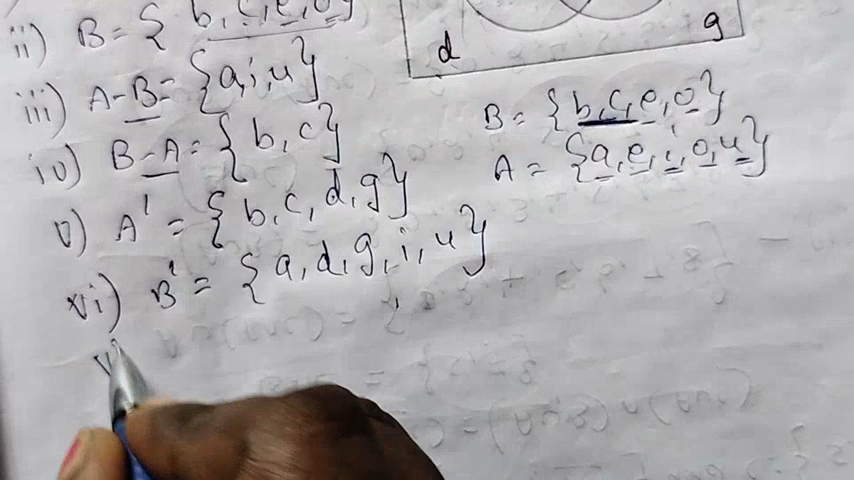 ii) B = { b, c, e, o }
d g
iii) A-B = {a, i, u}
B = {b, c, e, o}
iv) B-A = {b, c}
A = {a, e, i, o, u}
v) A' = {b, c, d, g}
vi) B' = {a, d, g, i, u}
v